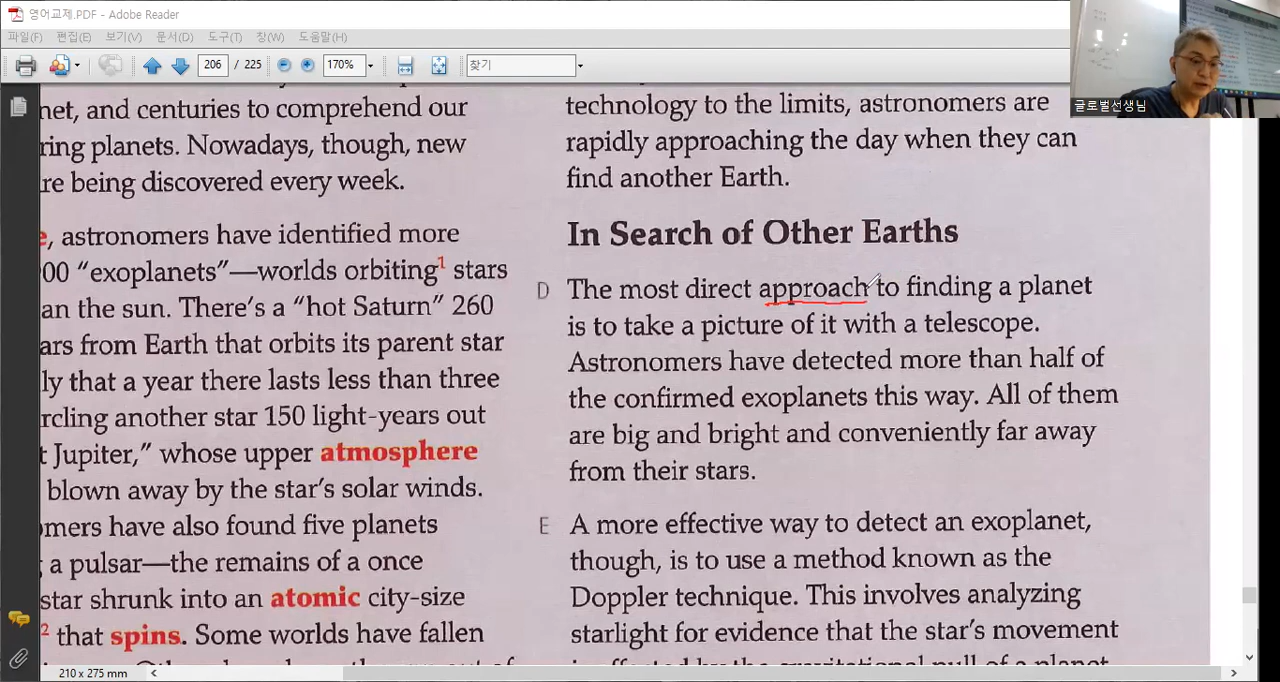 영어교제.PDF - Adobe Reader
파일(F) 편집(E) 보기(V) 문서(D) 도구(T) 창(W) 도움말(H)
206 / 225 170% 찾기
글로벌선생님
net, and centuries to comprehend our
ring planets. Nowadays, though, new
re being discovered every week.
e, astronomers have identified more
00 “exoplanets”—worlds orbiting1 stars
an the sun. There’s a “hot Saturn” 260
ars from Earth that orbits its parent star
ly that a year there lasts less than three
rcling another star 150 light-years out
t Jupiter,” whose upper atmosphere
blown away by the star’s solar winds.
omers have also found five planets
a pulsar—the remains of a once
star shrunk into an atomic city-size
2 that spins. Some worlds have fallen
technology to the limits, astronomers are
rapidly approaching the day when they can
find another Earth.
In Search of Other Earths
D The most direct approach to finding a planet
is to take a picture of it with a telescope.
Astronomers have detected more than half of
the confirmed exoplanets this way. All of them
are big and bright and conveniently far away
from their stars.
E A more effective way to detect an exoplanet,
though, is to use a method known as the
Doppler technique. This involves analyzing
starlight for evidence that the star’s movement
is affected by the gravitational pull of a planet
210 x 275 mm